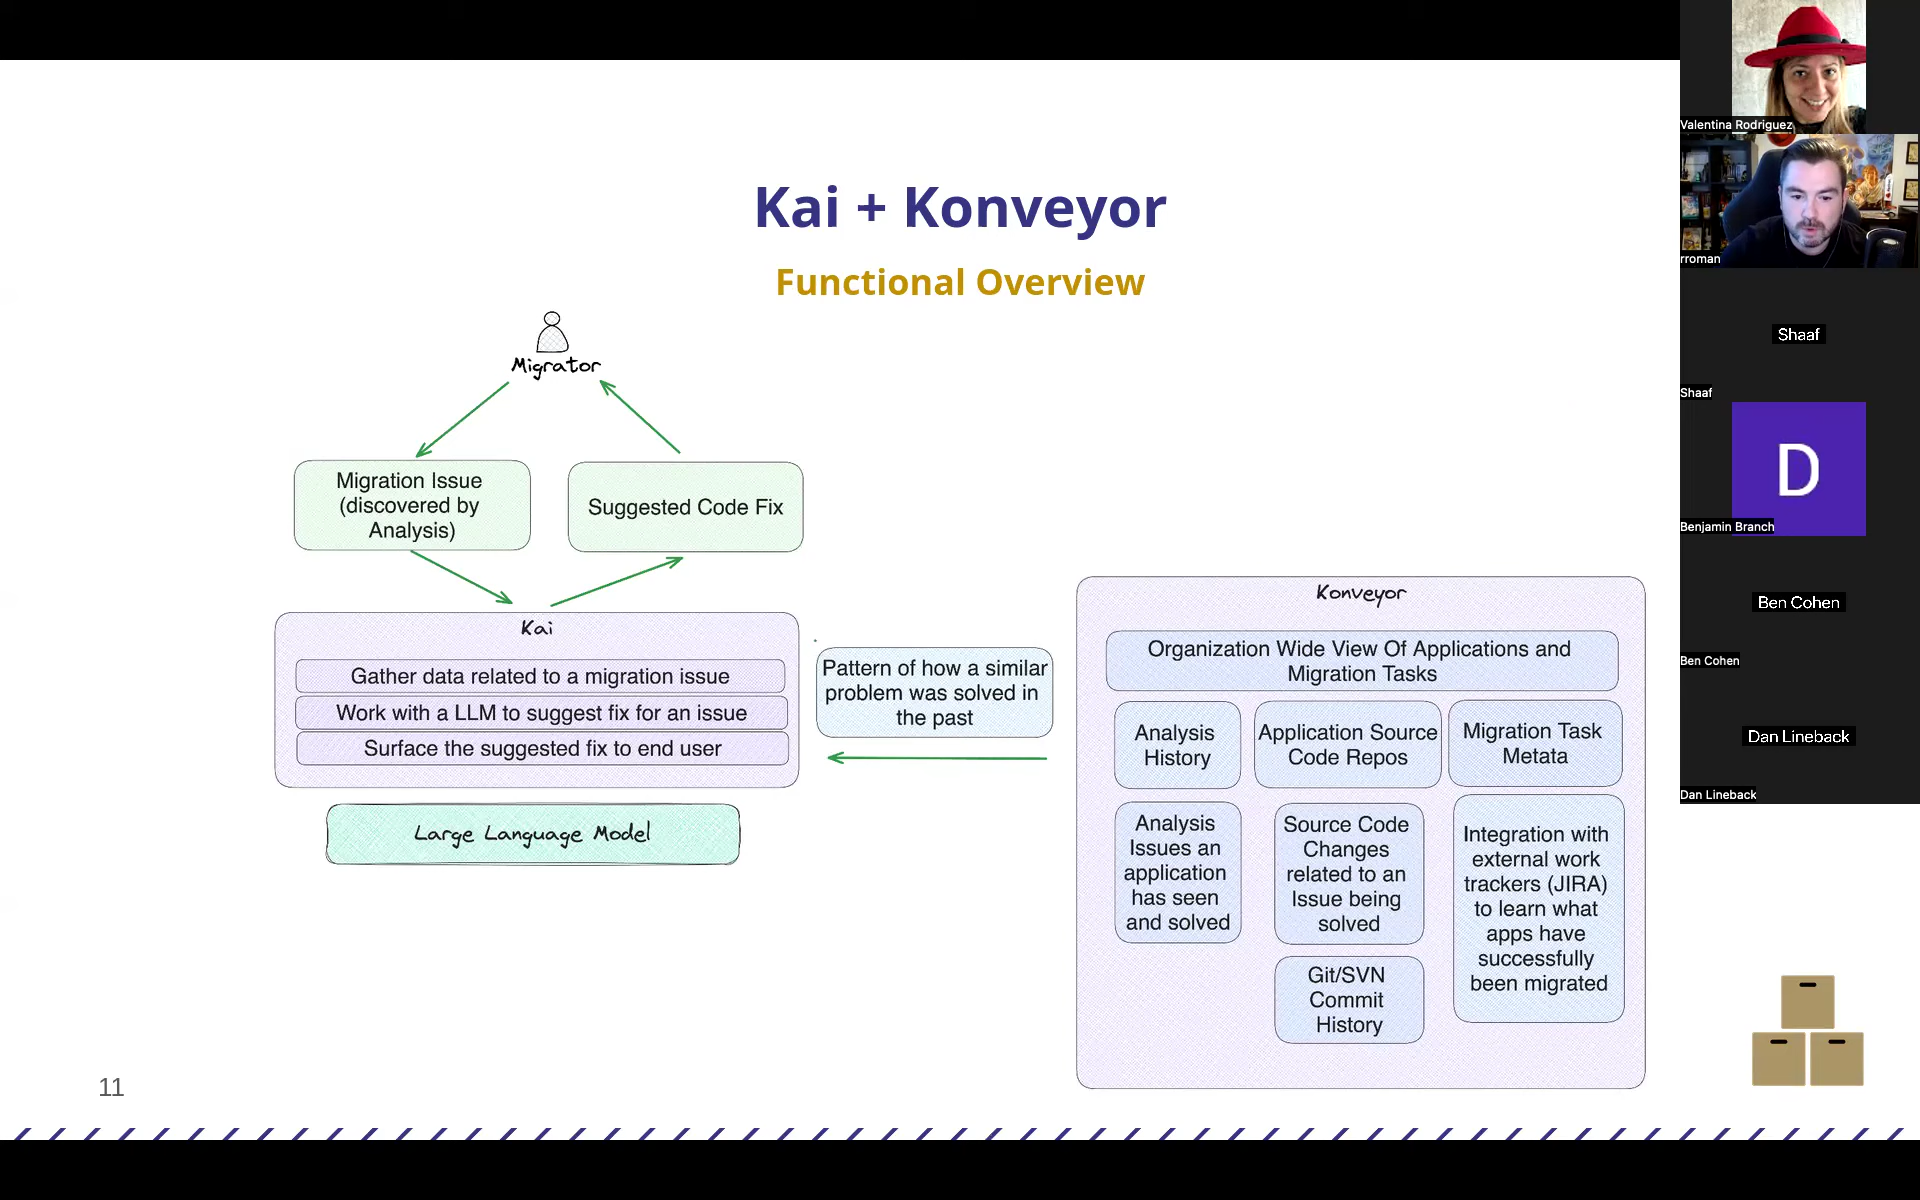 Kai + Konveyor
Functional Overview
Migrator
Migration Issue
(discovered by
Analysis)
Suggested Code Fix
Kai
Gather data related to a migration issue
Work with a LLM to suggest fix for an issue
Surface the suggested fix to end user
Large Language Model
Pattern of how a similar
problem was solved in
the past
Konveyor
Organization Wide View Of Applications and
Migration Tasks
Analysis
History
Application Source
Code Repos
Migration Task
Metata
Analysis
Issues an
application
has seen
and solved
Source Code
Changes
related to an
Issue being
solved
Git/SVN
Commit
History
Integration with
external work
trackers (JIRA)
to learn what
apps have
successfully
been migrated
11
Valentina Rodriguez
rroman
Shaaf
Shaaf
D
Benjamin Branch
Ben Cohen
Ben Cohen
Dan Lineback
Dan Lineback